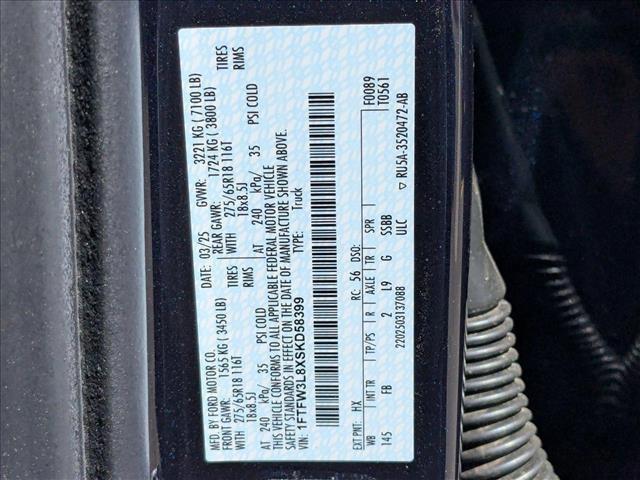 MFD. BY FORD MOTOR CO.
DATE: 03/25 GVWR: 3221 KG ( 7100 LB)
FRONT GAWR: 1565 KG ( 3450 LB) REAR GAWR: 1724 KG ( 3800 LB)
WITH 275/65R18 116T TIRES WITH 275/65R18 116T TIRES
18x8.5J RIMS 18x8.5J RIMS
AT 240 kPa/ 35 PSI COLD AT 240 kPa/ 35 PSI COLD
THIS VEHICLE CONFORMS TO ALL APPLICABLE FEDERAL MOTOR VEHICLE
SAFETY STANDARDS IN EFFECT ON THE DATE OF MANUFACTURE SHOWN ABOVE.
VIN: 1FTFW3L8XSKD58399 TYPE: Truck
F0089
EXT PNT: HX RC: 56 DSO: T0561
WB INT TR TP/PS R AXLE TR SPR
145 FB 2 L9 G SSBB
2202503137088 ULC RU5A-3520472-AB